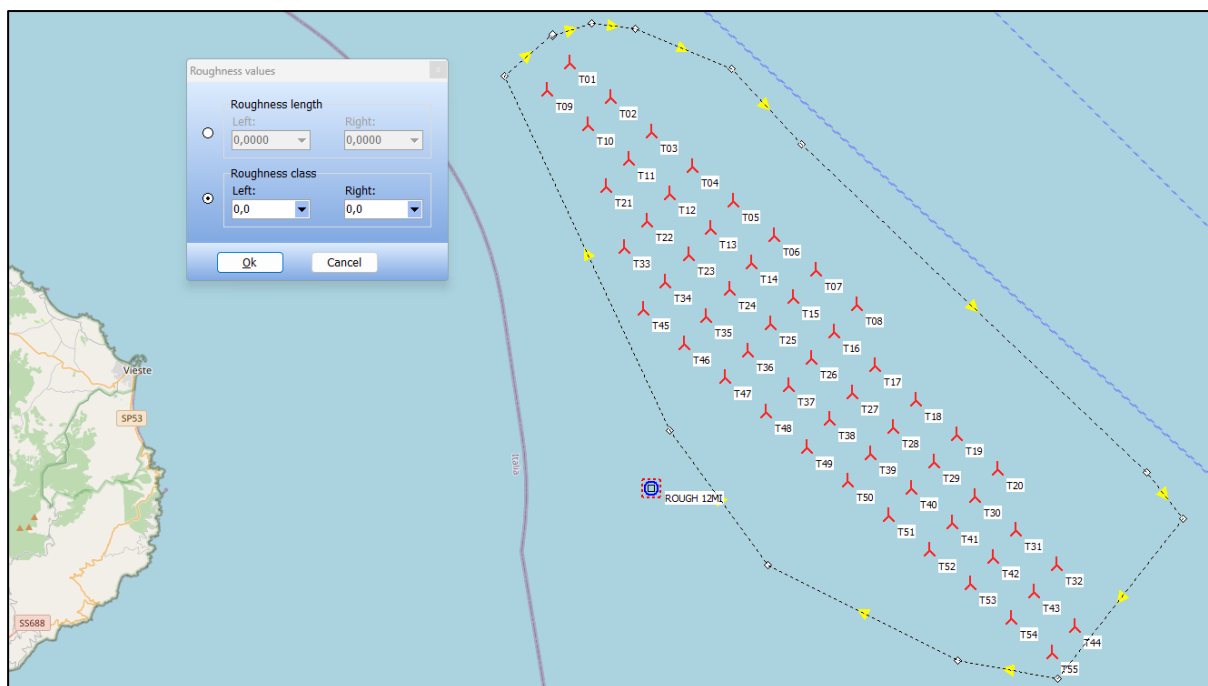 Roughness values
Roughness length
Left:
Right:
0,0000
0,0000
Roughness class
Left:
Right:
0,0
0,0
Ok
Cancel
Vieste
SP53
SS688
Italia
ROUGH 12MI
T01
T09
T02
T10
T03
T11
T04
T21
T12
T05
T22
T13
T06
T33
T23
T14
T07
T34
T24
T15
T08
T45
T35
T25
T16
T46
T36
T26
T17
T47
T37
T27
T18
T48
T38
T28
T19
T49
T39
T29
T20
T50
T40
T30
T51
T41
T31
T52
T42
T32
T53
T43
T54
T44
T55